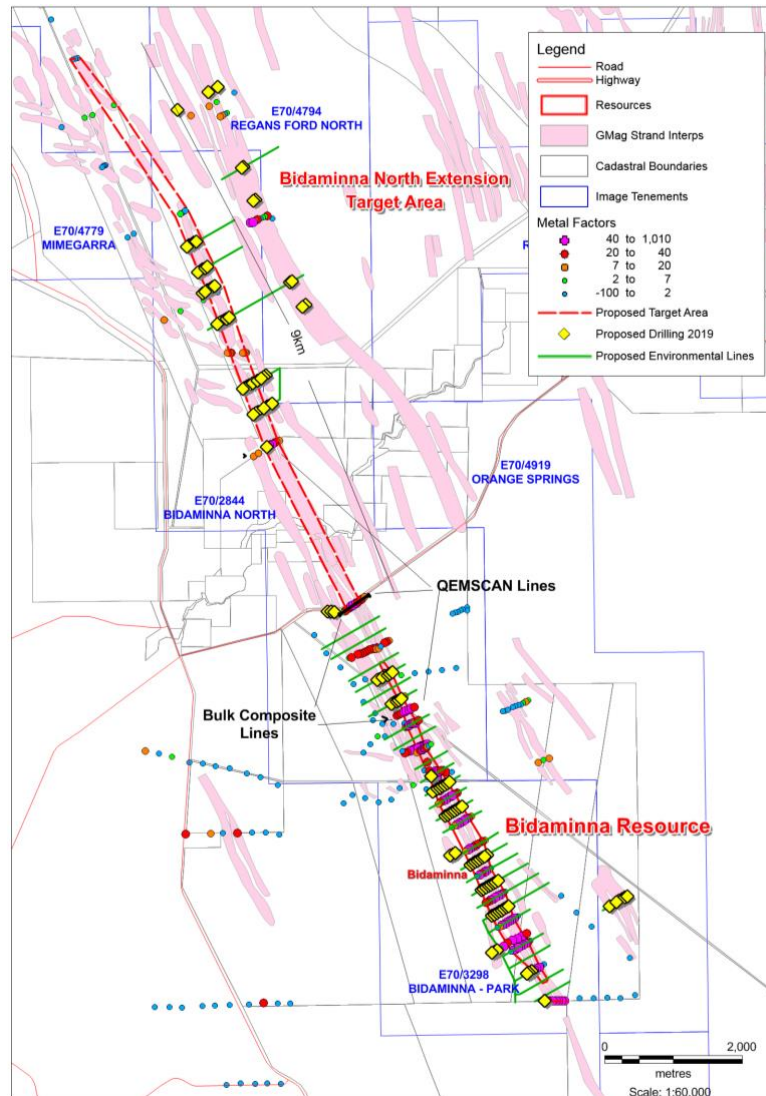 Legend
Road
Highway
Resources
GMag Strand Interps
Cadastral Boundaries
Image Tenements
Metal Factors
40 to 1,010
20 to 40
7 to 20
2 to 7
-100 to 2
Proposed Target Area
Proposed Drilling 2019
Proposed Environmental Lines
E70/4794
REGANS FORD NORTH
Bidaminna North Extension
Target Area
E70/4779
MIMEGARRA
R
9km
E70/4919
ORANGE SPRINGS
E70/2844
BIDAMINNA NORTH
QEMSCAN Lines
Bulk Composite
Lines
Bidaminna Resource
Bidaminna
E70/3298
BIDAMINNA - PARK
0 2,000
metres
Scale: 1:60,000